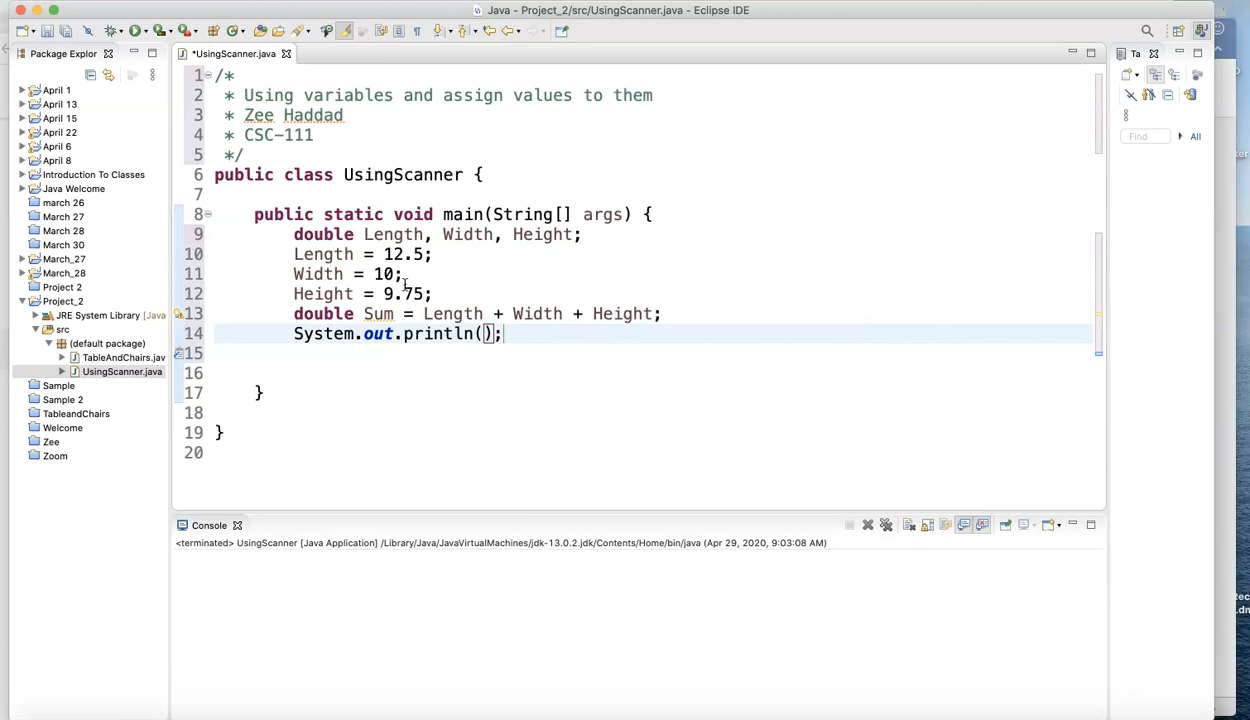 Java - Project_2/src/UsingScanner.java - Eclipse IDE
Package Explor
*UsingScanner.java
Ta
April 1
April 13
April 15
April 22
April 6
April 8
Introduction To Classes
Java Welcome
march 26
March 27
March 28
March 30
March_27
March_28
Project 2
Project_2
JRE System Library [Java
src
(default package)
TableAndChairs.jav
UsingScanner.java
Sample
Sample 2
TableandChairs
Welcome
Zee
Zoom
1 /*
2 * Using variables and assign values to them
3 * Zee Haddad
4 * CSC-111
5 */
6 public class UsingScanner {
7
8 public static void main(String[] args) {
9 double Length, Width, Height;
10 Length = 12.5;
11 Width = 10;
12 Height = 9.75;
13 double Sum = Length + Width + Height;
14 System.out.println();
15
16
17 }
18
19 }
20
Find
All
Console
<terminated> UsingScanner [Java Application] /Library/Java/JavaVirtualMachines/jdk-13.0.2.jdk/Contents/Home/bin/java (Apr 29, 2020, 9:03:08 AM)